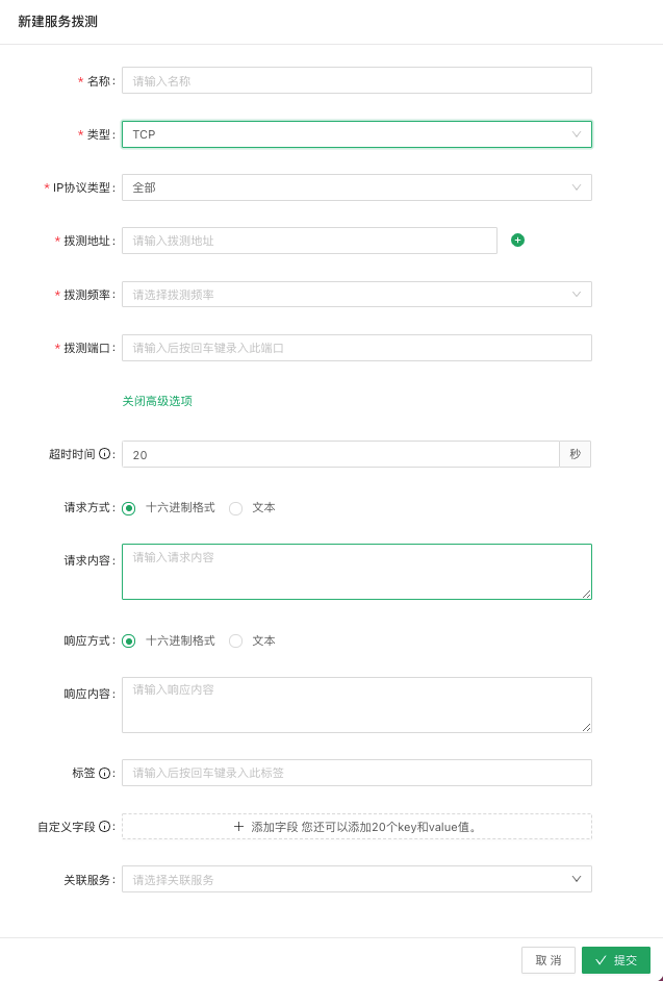 新建服务拨测
* 名称: 请输入名称
* 类型: TCP
* IP协议类型: 全部
* 拨测地址: 请输入拨测地址
* 拨测频率: 请选择拨测频率
* 拨测端口: 请输入后按回车键录入此端口
关闭高级选项
超时时间: 20 秒
请求方式: 十六进制格式 文本
请求内容: 请输入请求内容
响应方式: 十六进制格式 文本
响应内容: 请输入响应内容
标签: 请输入后按回车键录入此标签
自定义字段: 添加字段 您还可以添加20个key和value值。
关联服务: 请选择关联服务
取 消 提交